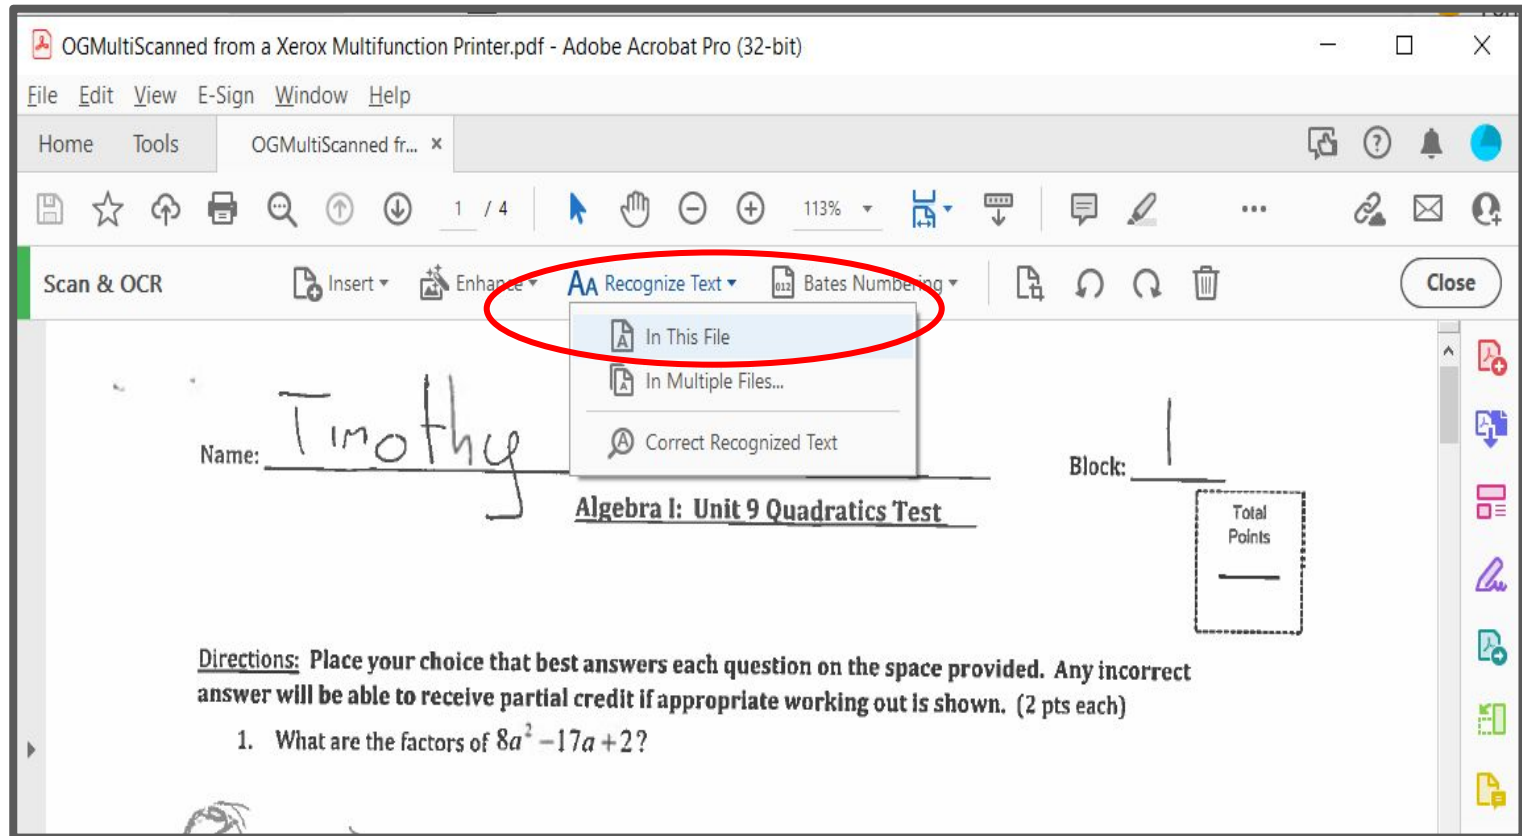 OGMultiScanned from a Xerox Multifunction Printer.pdf - Adobe Acrobat Pro (32-bit)
File Edit View E-Sign Window Help
Home Tools OGMultiScanned fr... ×
1 / 4 113%
Scan & OCR Insert Enhance AA Recognize Text 012 Bates Numbering Close
In This File
In Multiple Files...
Correct Recognized Text
Name: Timothy Block: 1
Algebra I: Unit 9 Quadratics Test
Total
Points
Directions: Place your choice that best answers each question on the space provided. Any incorrect
answer will be able to receive partial credit if appropriate working out is shown. (2 pts each)
1. What are the factors of 8a² −17a +2?